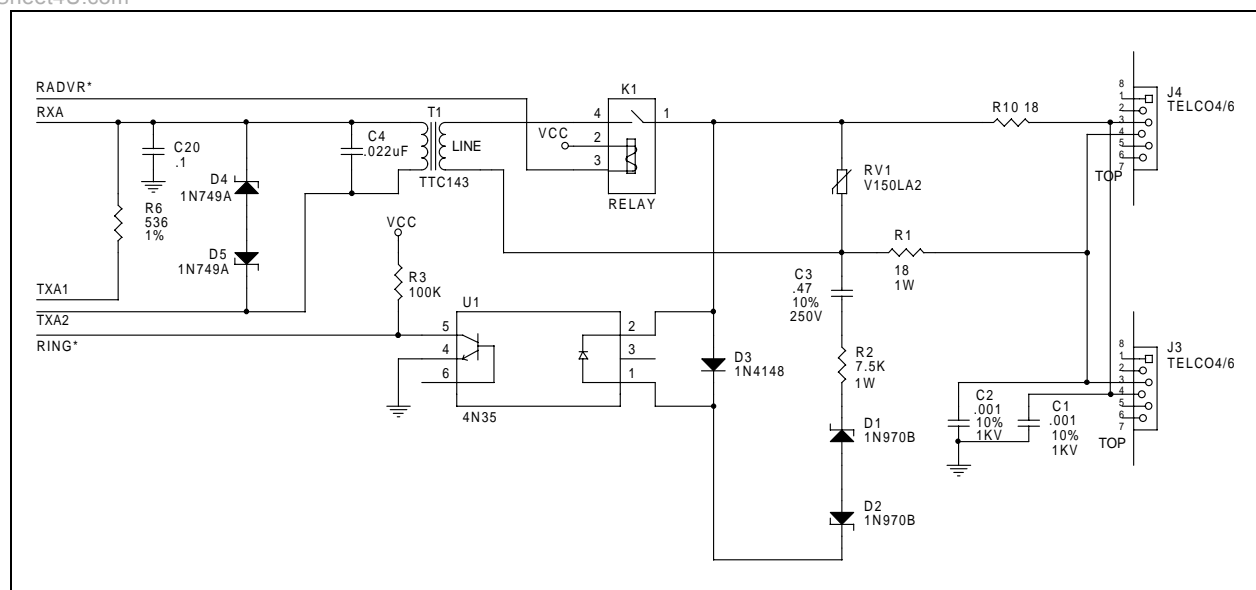 RADVR*
RXA
C20
.1
D4
1N749A
R6
536
1%
D5
1N749A
TXA1
TXA2
RING*
C4
.022uF
T1
LINE
TTC143
VCC
R3
100K
U1
5
4
6
2
3
1
4N35
K1
4
VCC
2
3
1
RELAY
D3
1N4148
RV1
V150LA2
R1
18
1W
C3
.47
10%
250V
R2
7.5K
1W
D1
1N970B
D2
1N970B
R10 18
8
1
2
3
4
5
6
7
TOP
J4
TELCO4/6
8
1
2
3
4
5
6
7
TOP
J3
TELCO4/6
C2
.001
10%
1KV
C1
.001
10%
1KV